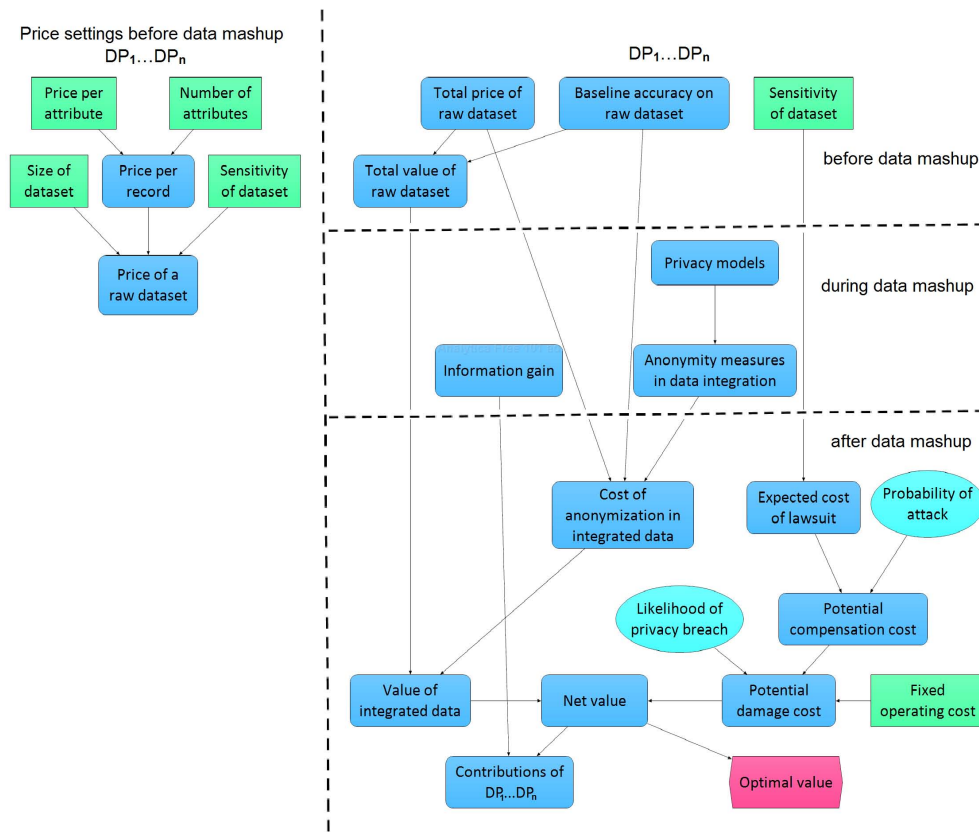 Price settings before data mashup
DP₁...DPₙ
Price per
attribute
Number of
attributes
Size of
dataset
Price per
record
Sensitivity
of dataset
Price of a
raw dataset
DP₁...DPₙ
Total price of
raw dataset
Baseline accuracy on
raw dataset
Sensitivity
of dataset
before data mashup
Total value of
raw dataset
Privacy models
during data mashup
Information gain
Anonymity measures
in data integration
after data mashup
Cost of
anonymization in
integrated data
Expected cost
of lawsuit
Probability of
attack
Likelihood of
privacy breach
Potential
compensation cost
Value of
integrated data
Net value
Potential
damage cost
Fixed
operating cost
Contributions of
DP₁...DPₙ
Optimal value